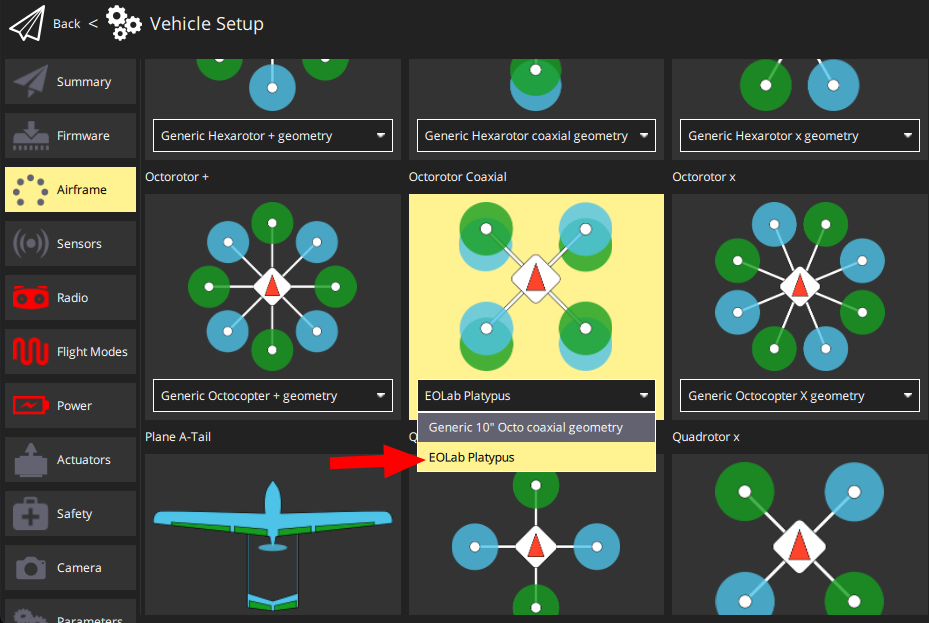 Back < Vehicle Setup
Summary
Firmware
Airframe
Sensors
Radio
Flight Modes
Power
Actuators
Safety
Camera
Parameters
Generic Hexarotor + geometry
Generic Hexarotor coaxial geometry
Generic Hexarotor x geometry
Octorotor +
Octorotor Coaxial
Octorotor x
Generic Octocopter + geometry
EOLab Platypus
Generic Octocopter X geometry
Generic 10" Octo coaxial geometry
EOLab Platypus
Plane A-Tail
Quadrotor x